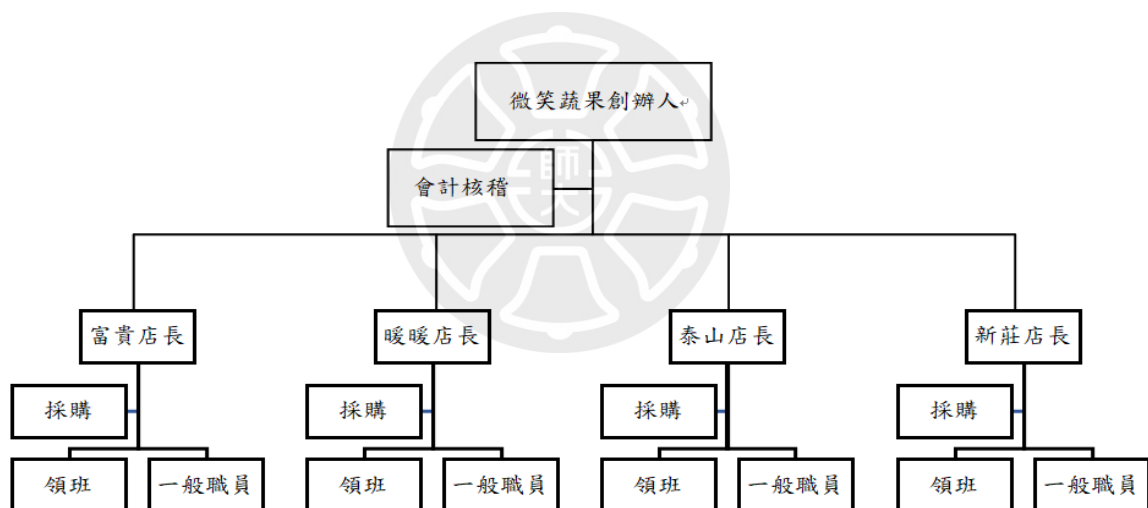 微笑蔬果創辦人
師大
會計核稽
富貴店長
暖暖店長
泰山店長
新莊店長
採購
採購
採購
採購
領班
一般職員
領班
一般職員
領班
一般職員
領班
一般職員